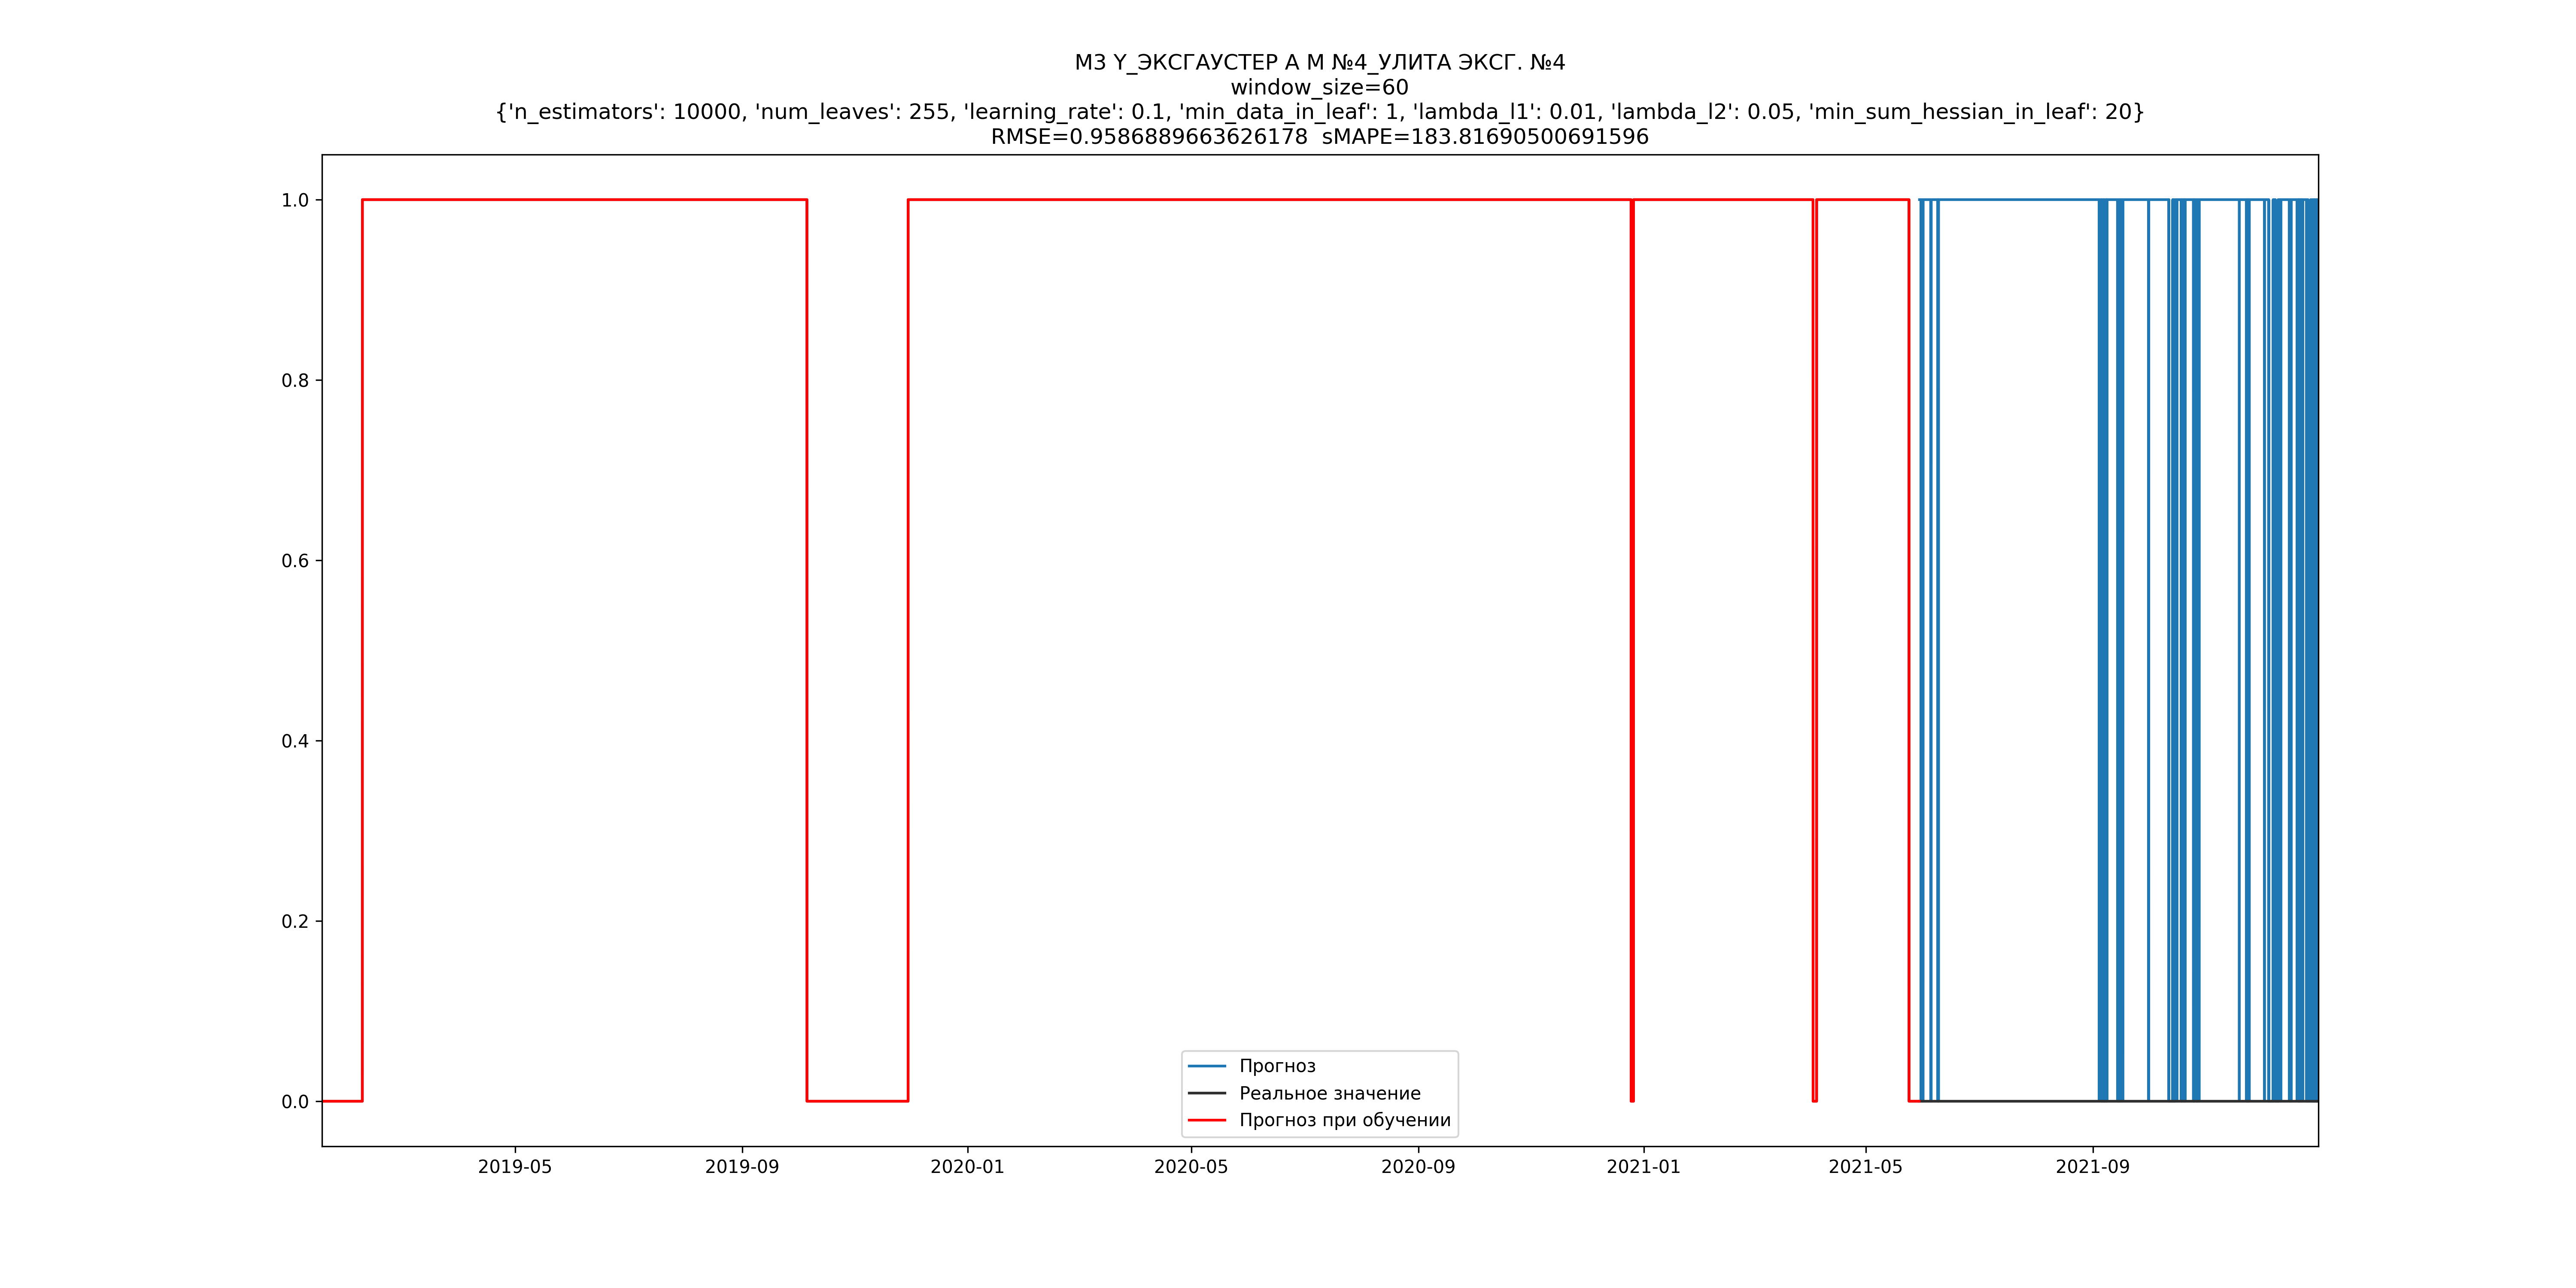 М3 Y_ЭКСГАУСТЕР А М №4_УЛИТА ЭКСГ. №4
window_size=60
{'n_estimators': 10000, 'num_leaves': 255, 'learning_rate': 0.1, 'min_data_in_leaf': 1, 'lambda_l1': 0.01, 'lambda_l2': 0.05, 'min_sum_hessian_in_leaf': 20}
RMSE=0.9586889663626178 sMAPE=183.81690500691596
1.0
0.8
0.6
0.4
0.2
0.0
Прогноз
Реальное значение
Прогноз при обучении
2019-05 2019-09 2020-01 2020-05 2020-09 2021-01 2021-05 2021-09